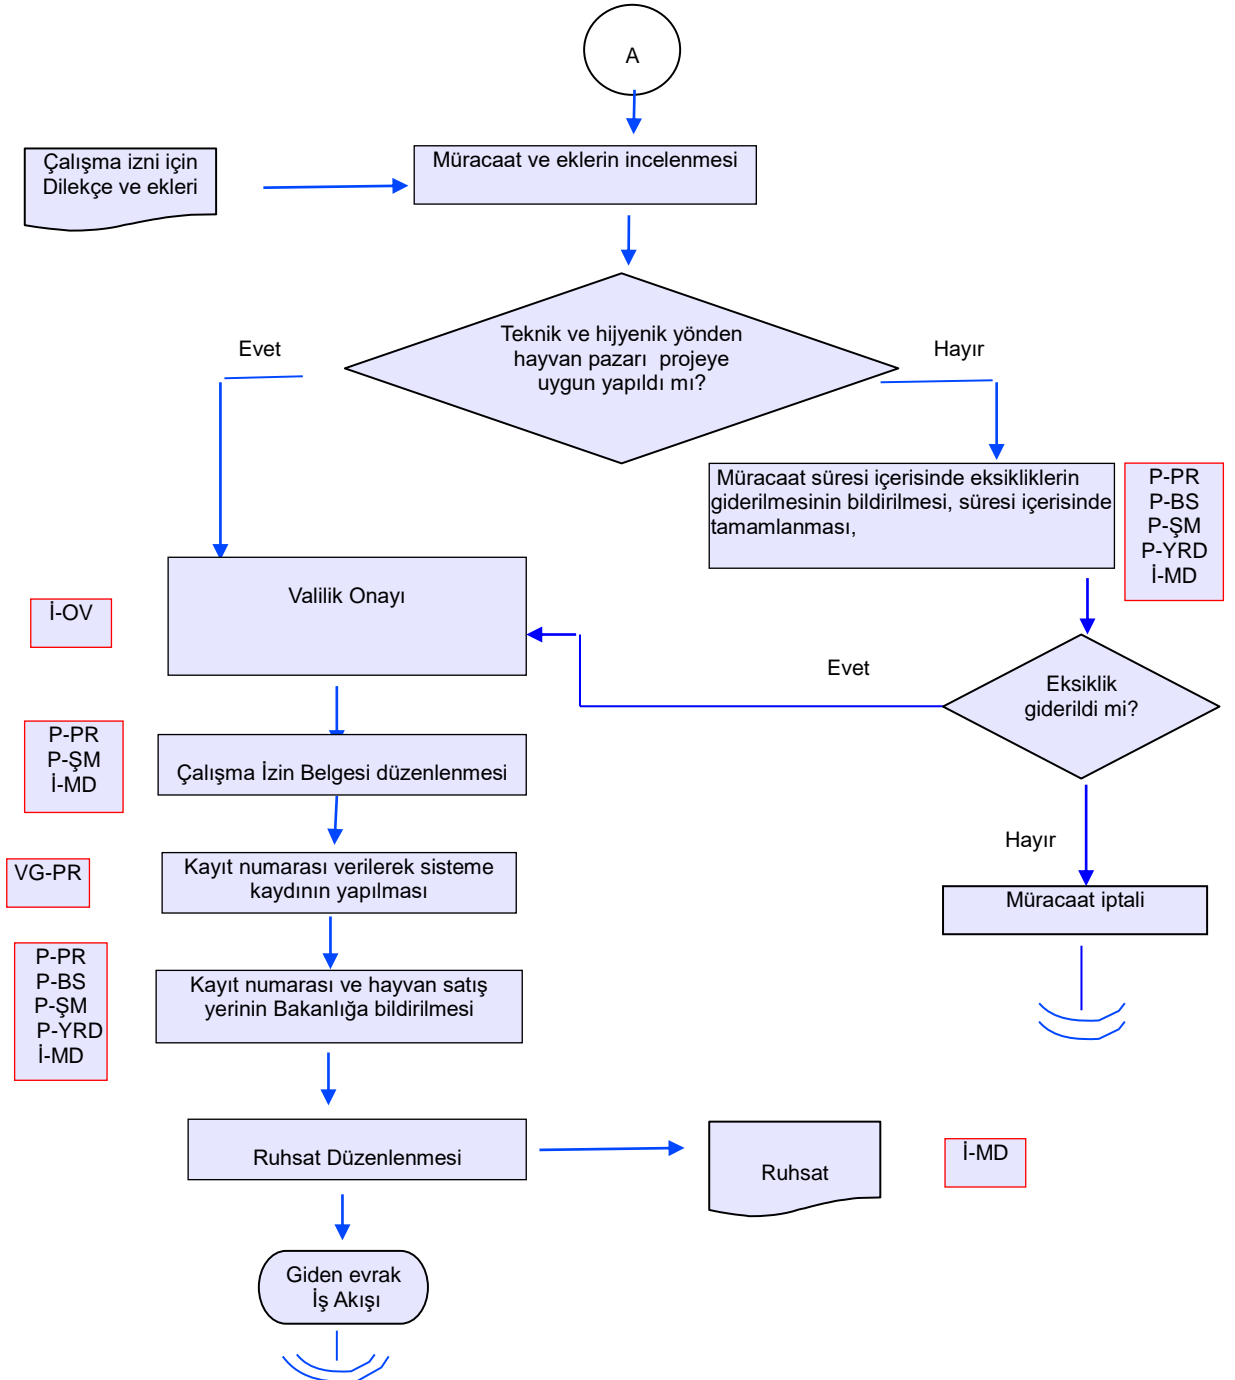 A
Çalışma izni için
Dilekçe ve ekleri
Müracaat ve eklerin incelenmesi
Teknik ve hijyenik yönden
hayvan pazarı projeye
uygun yapıldı mı?
Evet
Hayır
Müracaat süresi içerisinde eksikliklerin
giderilmesinin bildirilmesi, süresi içerisinde
tamamlanması,
P-PR
P-BS
P-ŞM
P-YRD
İ-MD
Valilik Onayı
İ-OV
Evet
Eksiklik
giderildi mi?
P-PR
P-ŞM
İ-MD
Çalışma İzin Belgesi düzenlenmesi
Hayır
VG-PR
Kayıt numarası verilerek sisteme
kaydının yapılması
Müracaat iptali
P-PR
P-BS
P-ŞM
P-YRD
İ-MD
Kayıt numarası ve hayvan satış
yerinin Bakanlığa bildirilmesi
Ruhsat Düzenlenmesi
Ruhsat
İ-MD
Giden evrak
İş Akışı